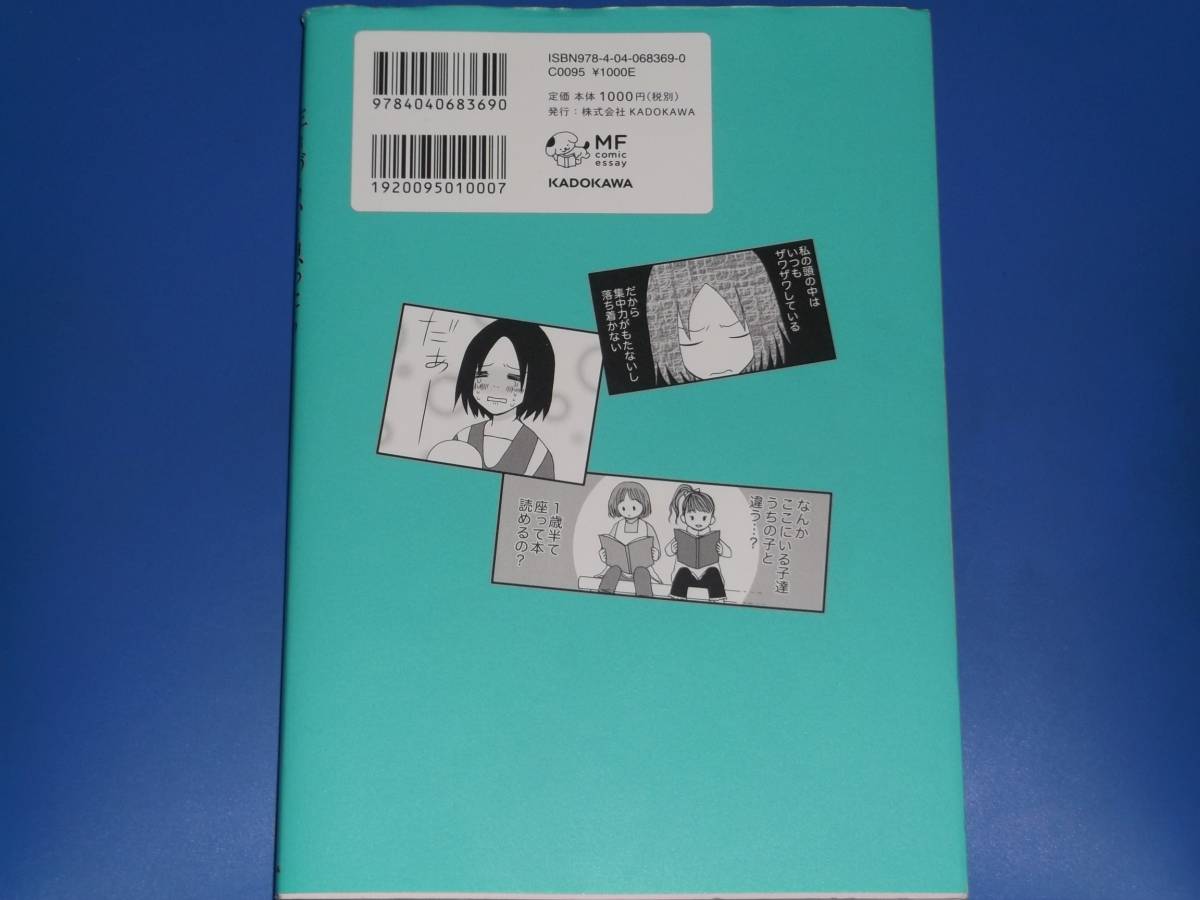 ISBN978-4-04-068369-0
C0095 ¥1000E
定価 本体1000円(税別)
発行:株式会社 KADOKAWA
9784040683690
MF
comic
essay
KADOKAWA
1920095010007
私の頭の中は
いつも
ザワザワしている
だから
集中力がもたないし
落ち着かない
だぁー
なんか
ここにいる子達
うちの子と
違う…?
1歳半で
座って本
読めるの?